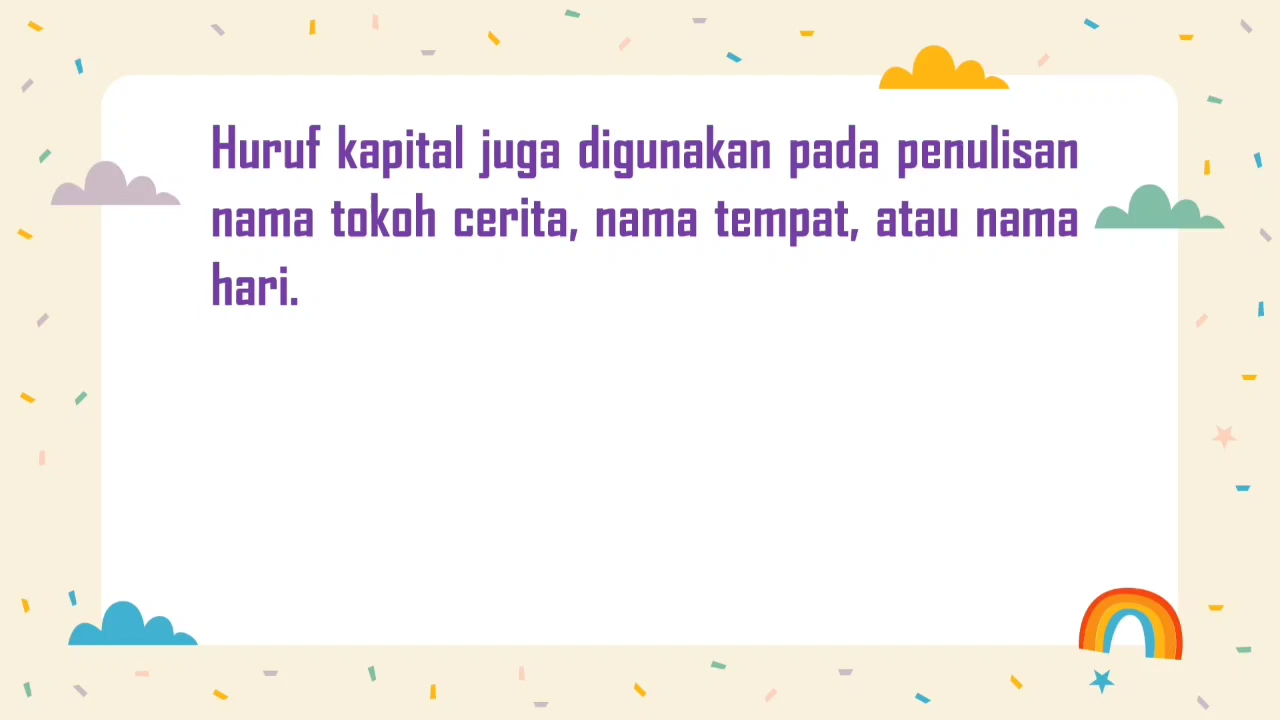 Huruf kapital juga digunakan pada penulisan
nama tokoh cerita, nama tempat, atau nama
hari.